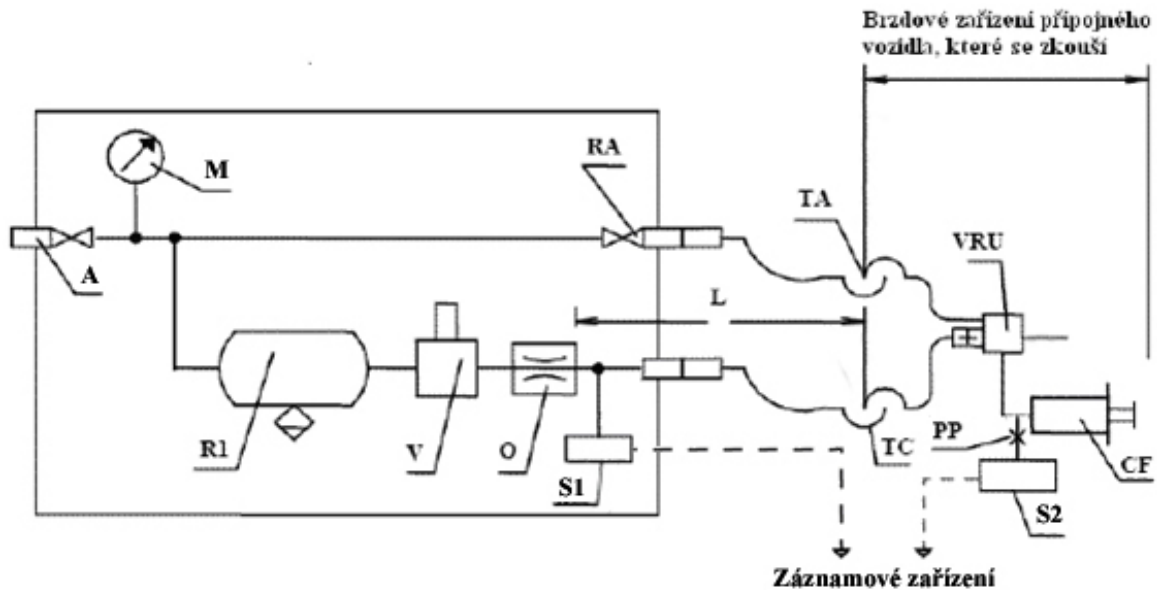 Brzdové zařízení přípojného
vozidla, které se zkouší
M
RA
TA
VRU
A
L
R1
V
O
S1
TC
PP
CF
S2
Záznamové zařízení